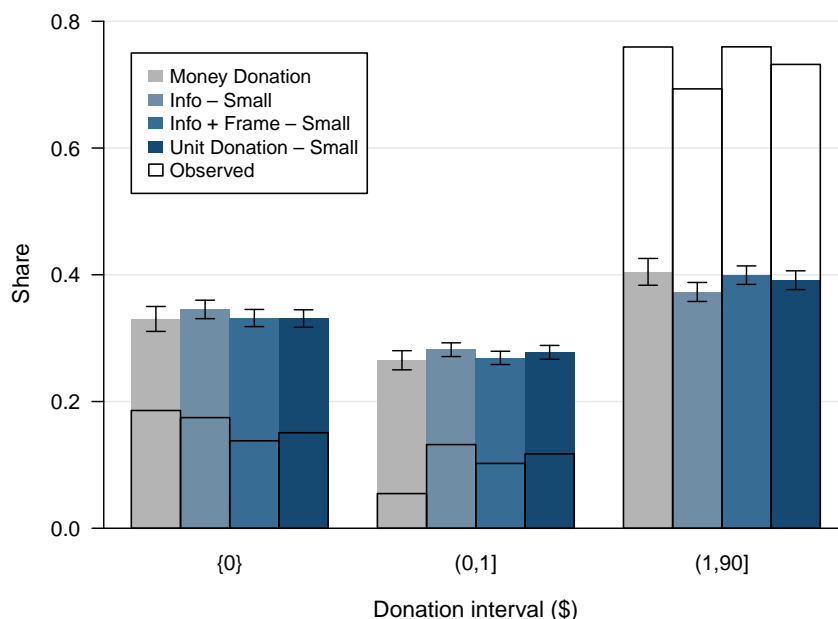 0.8
0.6
0.4
0.2
0.0
Share
Money Donation
Info – Small
Info + Frame – Small
Unit Donation – Small
Observed
{0}
(0,1]
(1,90]
Donation interval ($)